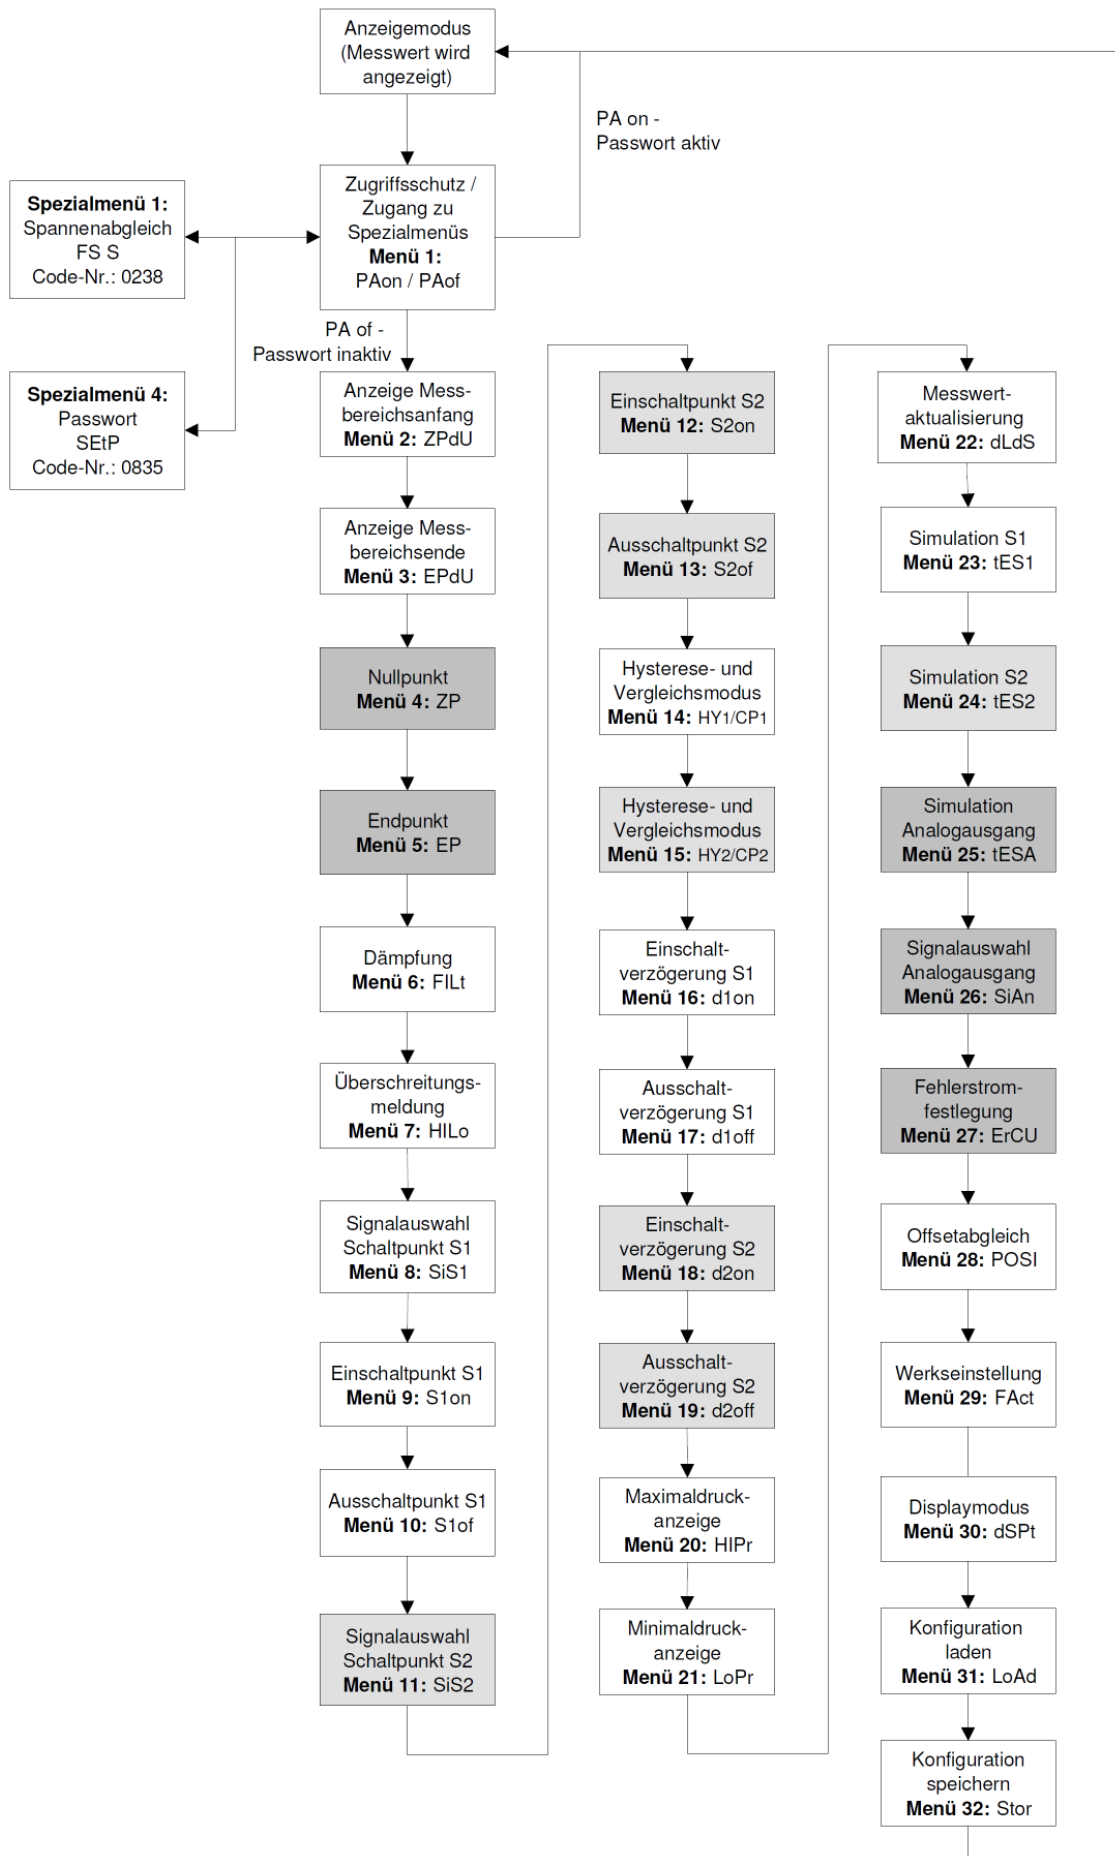 Anzeigemodus
(Messwert wird
angezeigt)
PA on -
Passwort aktiv
Zugriffsschutz /
Zugang zu
Spezialmenüs
Menü 1:
PAon / PAof
Spezialmenü 1:
Spannenabgleich
FS S
Code-Nr.: 0238
PA of -
Passwort inaktiv
Spezialmenü 4:
Passwort
SEtP
Code-Nr.: 0835
Anzeige Mess-
bereichsanfang
Menü 2: ZPdU
Anzeige Mess-
bereichsende
Menü 3: EPdU
Nullpunkt
Menü 4: ZP
Endpunkt
Menü 5: EP
Dämpfung
Menü 6: FILt
Überschreitungs-
meldung
Menü 7: HILo
Signalauswahl
Schaltpunkt S1
Menü 8: SiS1
Einschaltpunkt S1
Menü 9: S1on
Ausschaltpunkt S1
Menü 10: S1of
Signalauswahl
Schaltpunkt S2
Menü 11: SiS2
Einschaltpunkt S2
Menü 12: S2on
Ausschaltpunkt S2
Menü 13: S2of
Hysterese- und
Vergleichsmodus
Menü 14: HY1/CP1
Hysterese- und
Vergleichsmodus
Menü 15: HY2/CP2
Einschalt-
verzögerung S1
Menü 16: d1on
Ausschalt-
verzögerung S1
Menü 17: d1off
Einschalt-
verzögerung S2
Menü 18: d2on
Ausschalt-
verzögerung S2
Menü 19: d2off
Maximaldruck-
anzeige
Menü 20: HIPr
Minimaldruck-
anzeige
Menü 21: LoPr
Messwert-
aktualisierung
Menü 22: dLdS
Simulation S1
Menü 23: tES1
Simulation S2
Menü 24: tES2
Simulation
Analogausgang
Menü 25: tESA
Signalauswahl
Analogausgang
Menü 26: SiAn
Fehlerstrom-
festlegung
Menü 27: ErCU
Offsetabgleich
Menü 28: POSI
Werkseinstellung
Menü 29: FAct
Displaymodus
Menü 30: dSPt
Konfiguration
laden
Menü 31: LoAd
Konfiguration
speichern
Menü 32: Stor